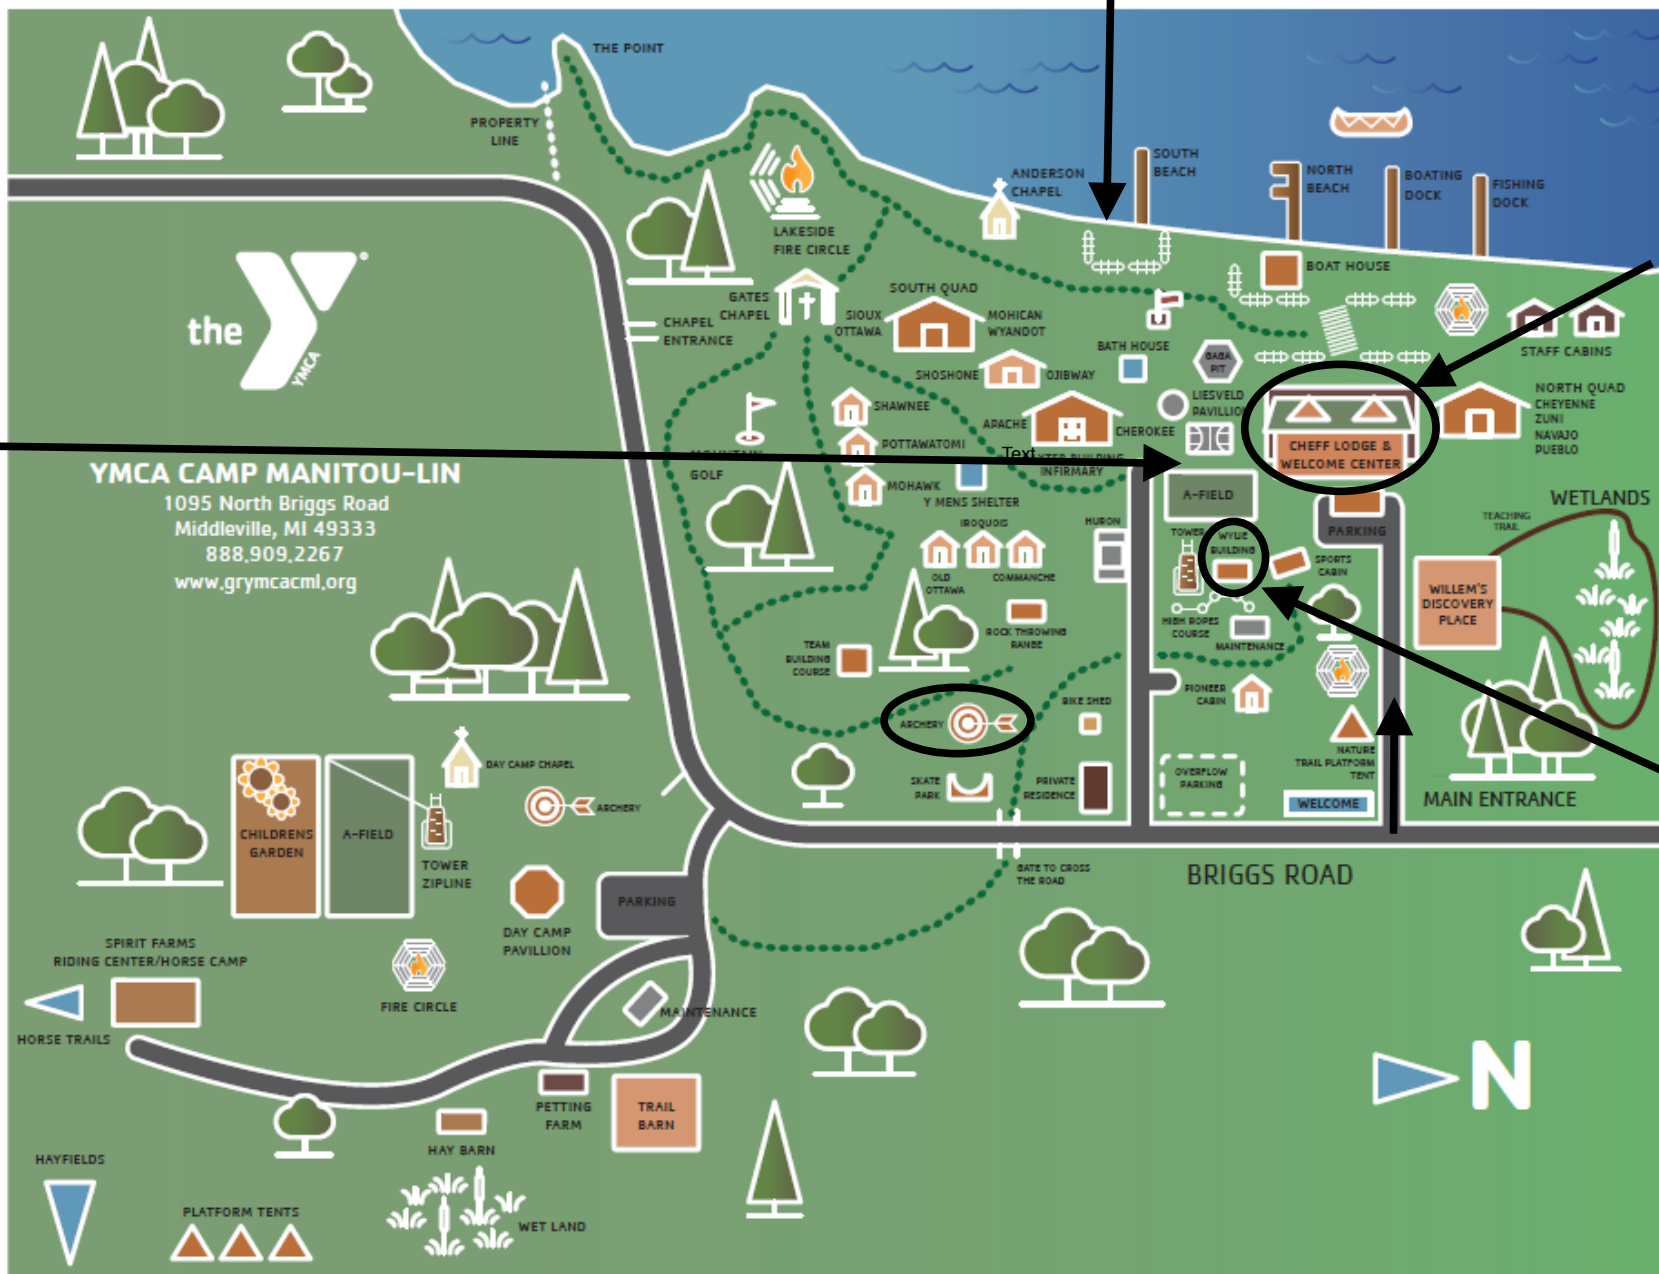 THE POINT
PROPERTY
LINE
SOUTH
BEACH
ANDERSON
CHAPEL
NORTH
BEACH
BOATING
DOCK
FISHING
DOCK
LAKESIDE
FIRE CIRCLE
the
YMCA
®
GATES
CHAPEL
CHAPEL
ENTRANCE
BOAT HOUSE
SOUTH QUAD
SIOUX
OTTAWA
MOHICAN
WYANDOT
BATH HOUSE
GAGA
PIT
STAFF CABINS
SHOSHONE
OJIBWAY
SHAWNEE
LIESVELD
PAVILLION
NORTH QUAD
CHEYENNE
ZUNI
NAVAJO
PUEBLO
APACHE
CHEROKEE
POTTAWATOMI
CHEFF LODGE &
WELCOME CENTER
MOUNTAIN
GOLF
Text
BUILDING
INFIRMARY
MOHAWK
Y MENS SHELTER
YMCA CAMP MANITOU-LIN
1095 North Briggs Road
Middleville, MI 49333
888.909.2267
www.grymcacml.org
A-FIELD
WETLANDS
TEACHING
TRAIL
PARKING
IROQUOIS
HURON
TOWER
WYLIE
BUILDING
SPORTS
CABIN
OLD
OTTAWA
COMMANCHE
WILLEM'S
DISCOVERY
PLACE
ROCK THROWING
RANGE
HIGH ROPES
COURSE
MAINTENANCE
TEAM
BUILDING
COURSE
PIONEER
CABIN
BIKE SHED
ARCHERY
NATURE
TRAIL PLATFORM
TENT
SKATE
PARK
PRIVATE
RESIDENCE
OVERFLOW
PARKING
WELCOME
MAIN ENTRANCE
DAY CAMP CHAPEL
ARCHERY
CHILDRENS
GARDEN
A-FIELD
TOWER
ZIPLINE
GATE TO CROSS
THE ROAD
BRIGGS ROAD
PARKING
DAY CAMP
PAVILLION
SPIRIT FARMS
RIDING CENTER/HORSE CAMP
FIRE CIRCLE
MAINTENANCE
HORSE TRAILS
N
PETTING
FARM
TRAIL
BARN
HAY BARN
HAYFIELDS
PLATFORM TENTS
WET LAND